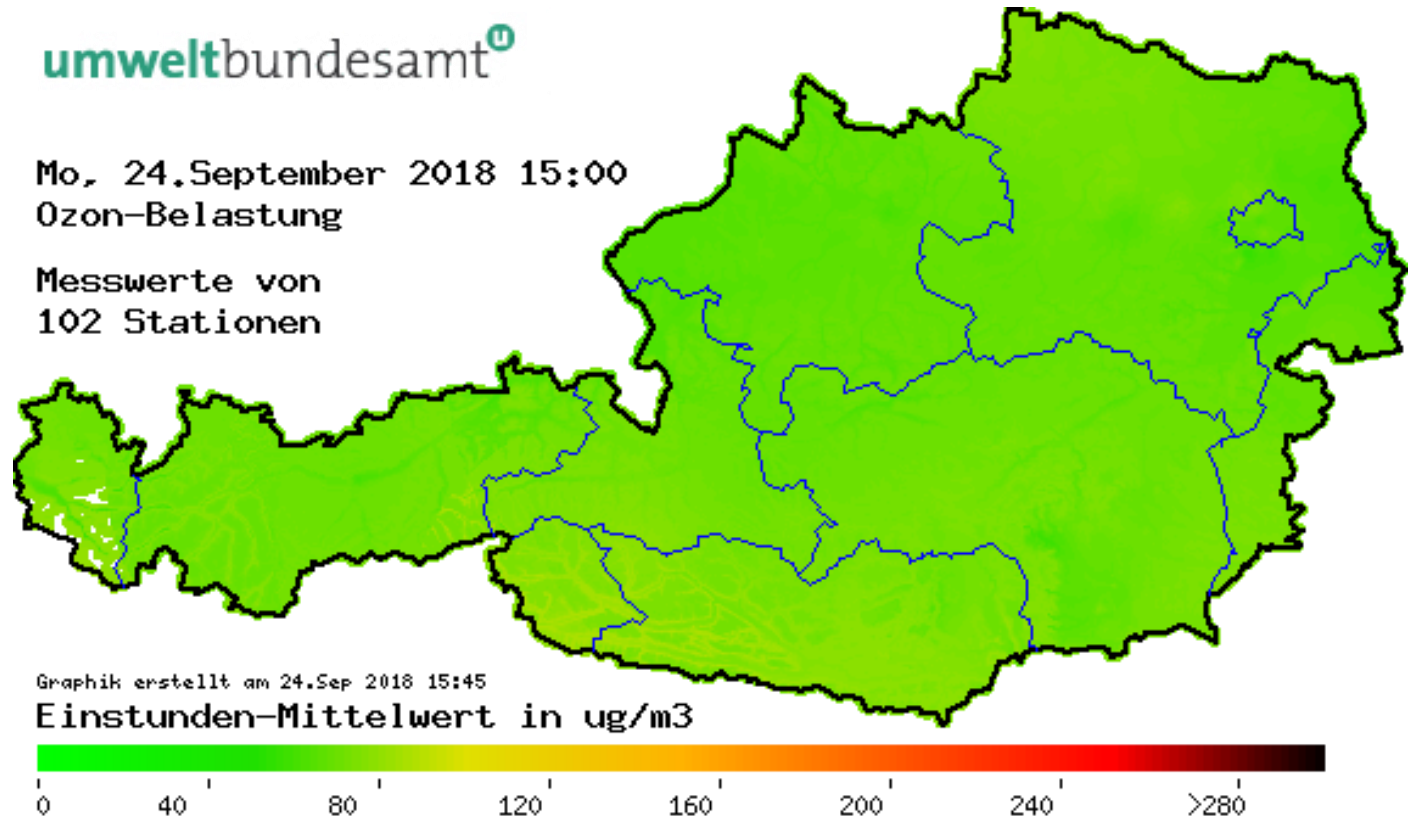 umweltbundesamt u
Mo, 24.September 2018 15:00
Ozon-Belastung
Messwerte von
102 Stationen
Graphik erstellt am 24.Sep 2018 15:45
Einstunden-Mittelwert in ug/m3
0 40 80 120 160 200 240 >280